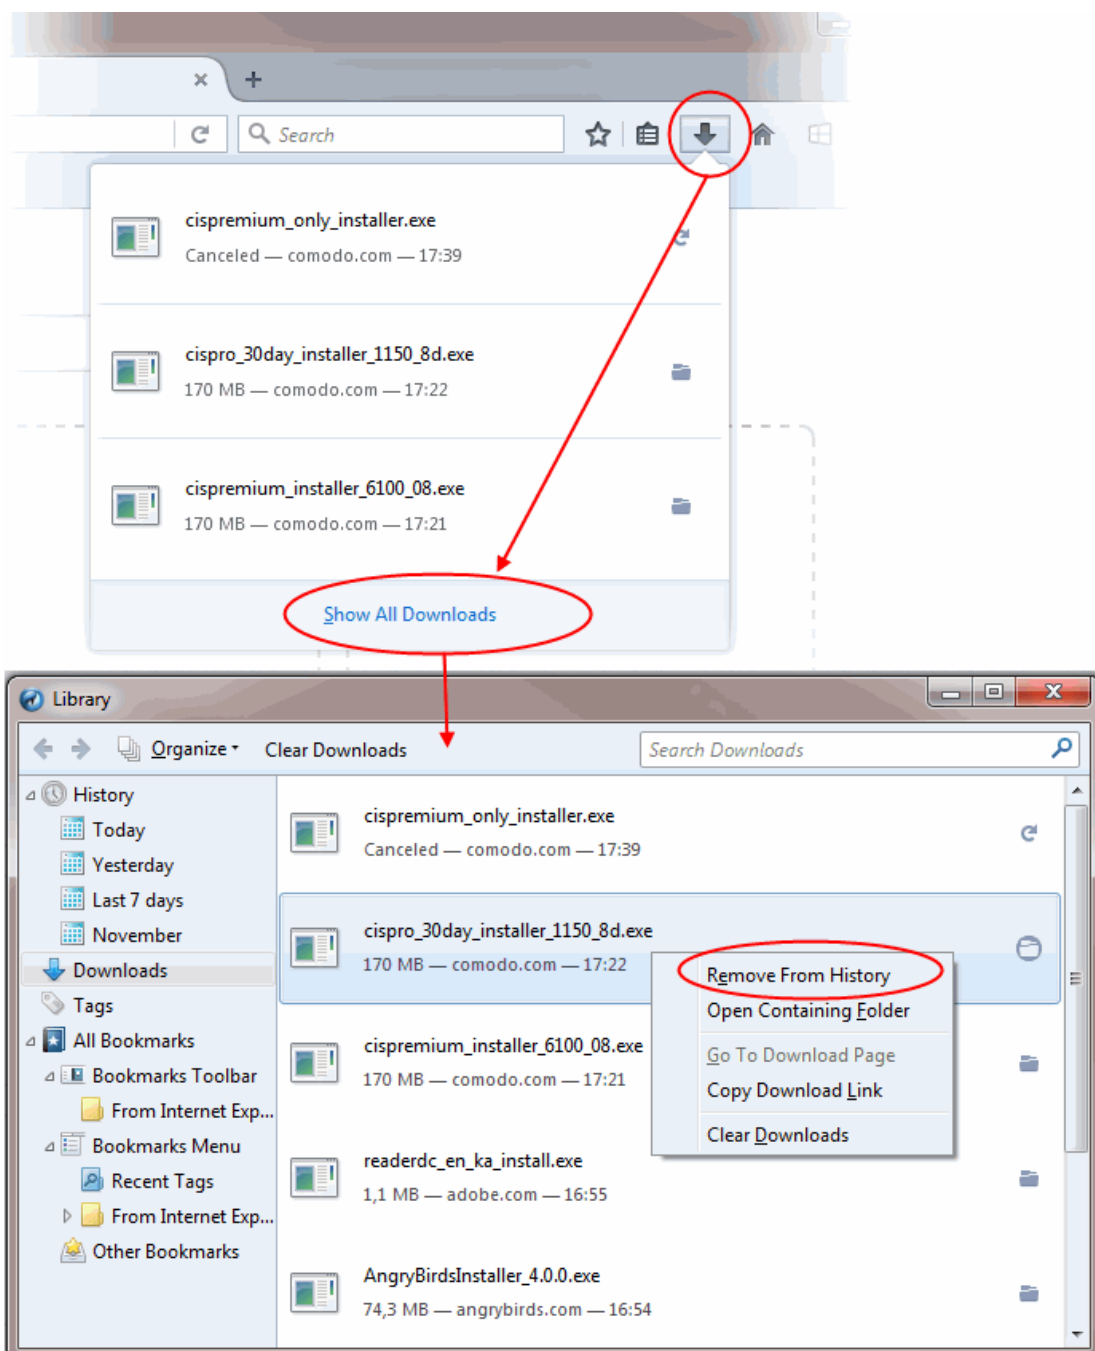 Search
cispremium_only_installer.exe
Canceled — comodo.com — 17:39
cispro_30day_installer_1150_8d.exe
170 MB — comodo.com — 17:22
cispremium_installer_6100_08.exe
170 MB — comodo.com — 17:21
Show All Downloads
Library
Organize
Clear Downloads
Search Downloads
History
Today
Yesterday
Last 7 days
November
Downloads
Tags
All Bookmarks
Bookmarks Toolbar
From Internet Exp...
Bookmarks Menu
Recent Tags
From Internet Exp...
Other Bookmarks
cispremium_only_installer.exe
Canceled — comodo.com — 17:39
cispro_30day_installer_1150_8d.exe
170 MB — comodo.com — 17:22
cispremium_installer_6100_08.exe
170 MB — comodo.com — 17:21
readerdc_en_ka_install.exe
1,1 MB — adobe.com — 16:55
AngryBirdsInstaller_4.0.0.exe
74,3 MB — angrybirds.com — 16:54
Remove From History
Open Containing Folder
Go To Download Page
Copy Download Link
Clear Downloads